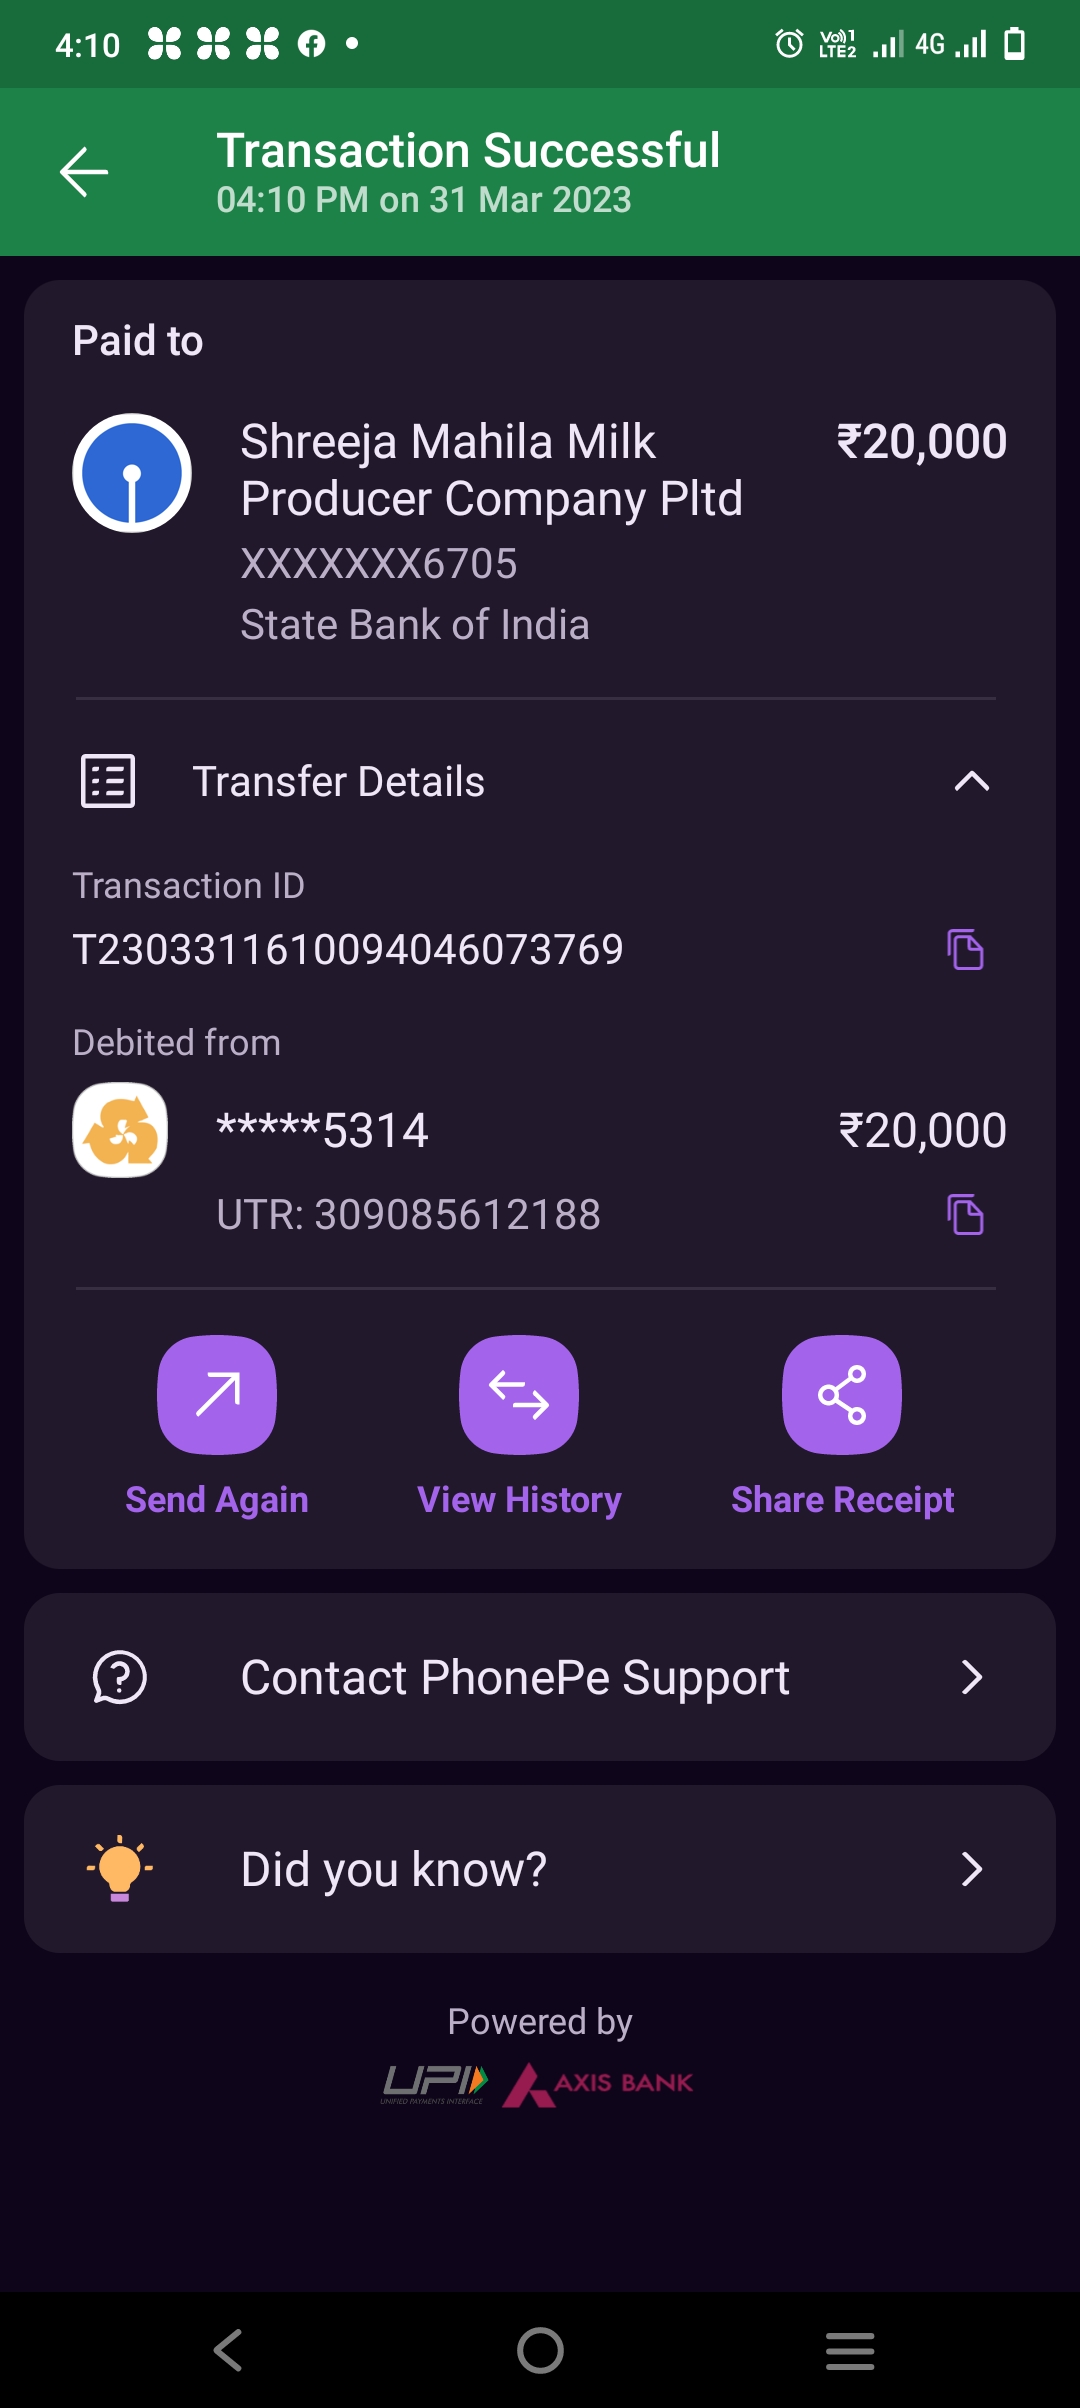 4:10
Vo)) 1
LTE2
4G
Transaction Successful
04:10 PM on 31 Mar 2023
Paid to
Shreeja Mahila Milk
Producer Company Pltd
₹20,000
XXXXXXX6705
State Bank of India
Transfer Details
Transaction ID
T2303311610094046073769
Debited from
*****5314
₹20,000
UTR: 309085612188
Send Again
View History
Share Receipt
Contact PhonePe Support
Did you know?
Powered by
UPI
UNIFIED PAYMENTS INTERFACE
AXIS BANK